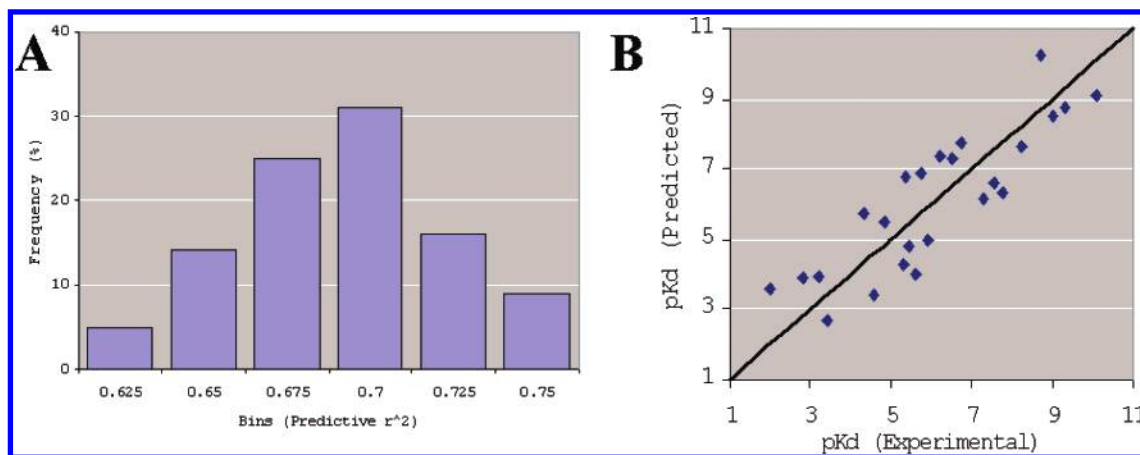 A
40
30
20
10
0
Frequency (%)
0.625 0.65 0.675 0.7 0.725 0.75
Bins (Predictive r^2)
B
11
9
7
5
3
1
pKd (Predicted)
1 3 5 7 9 11
pKd (Experimental)